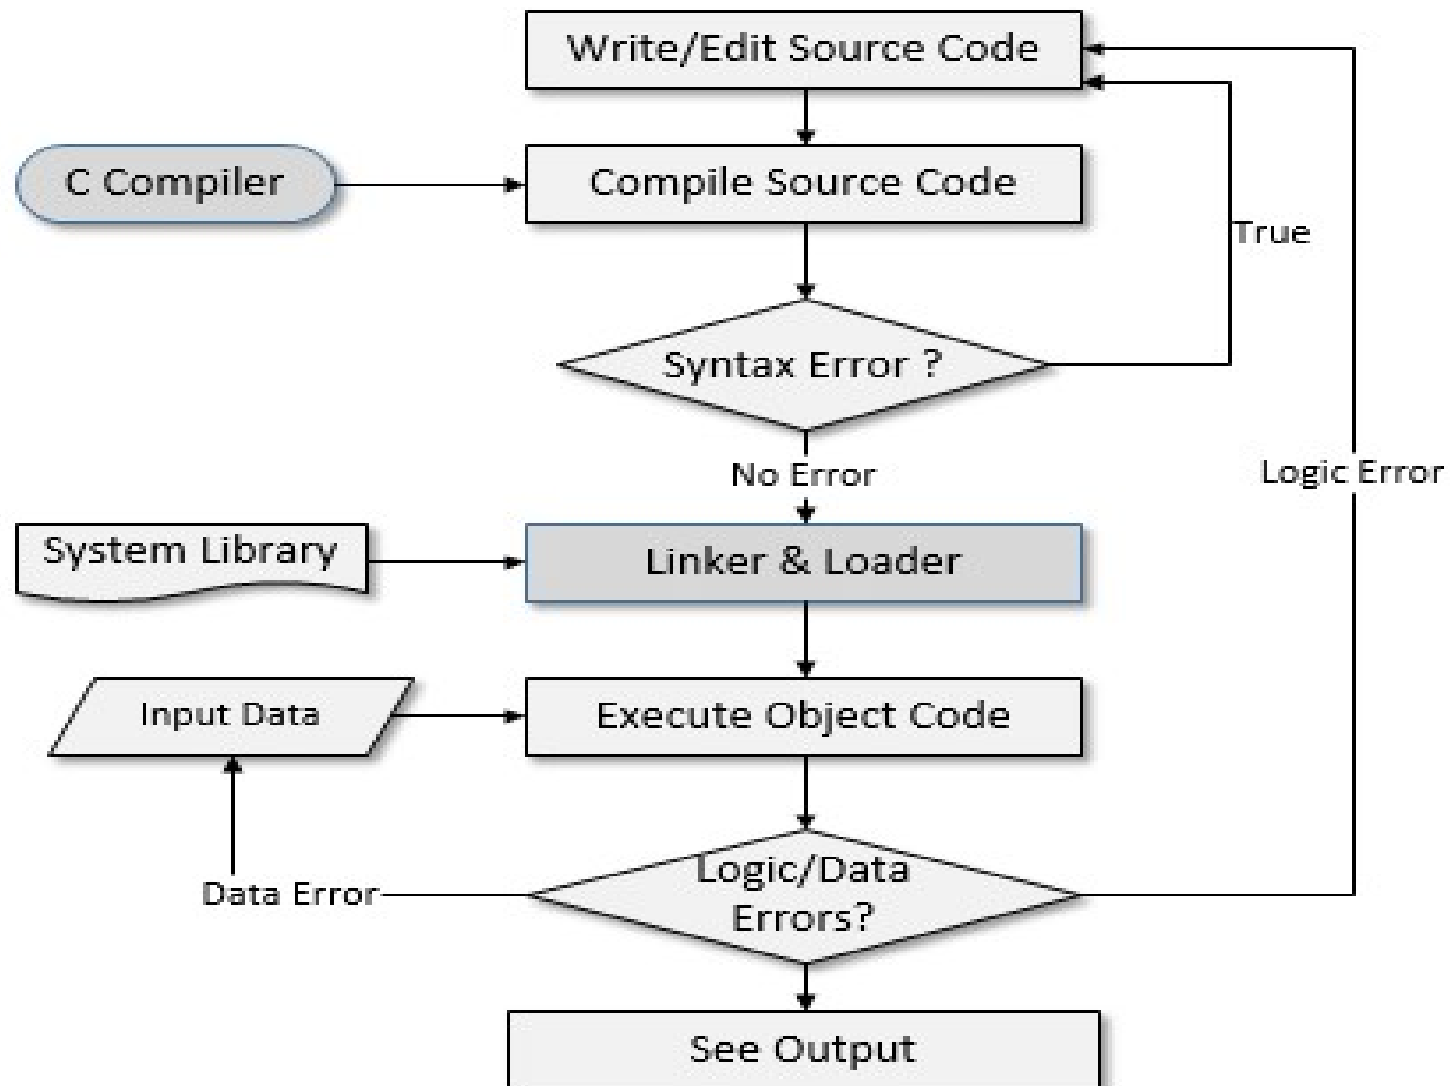 Write/Edit Source Code
C Compiler
Compile Source Code
True
Syntax Error ?
No Error
Logic Error
System Library
Linker & Loader
Input Data
Execute Object Code
Logic/Data
Errors?
Data Error
See Output